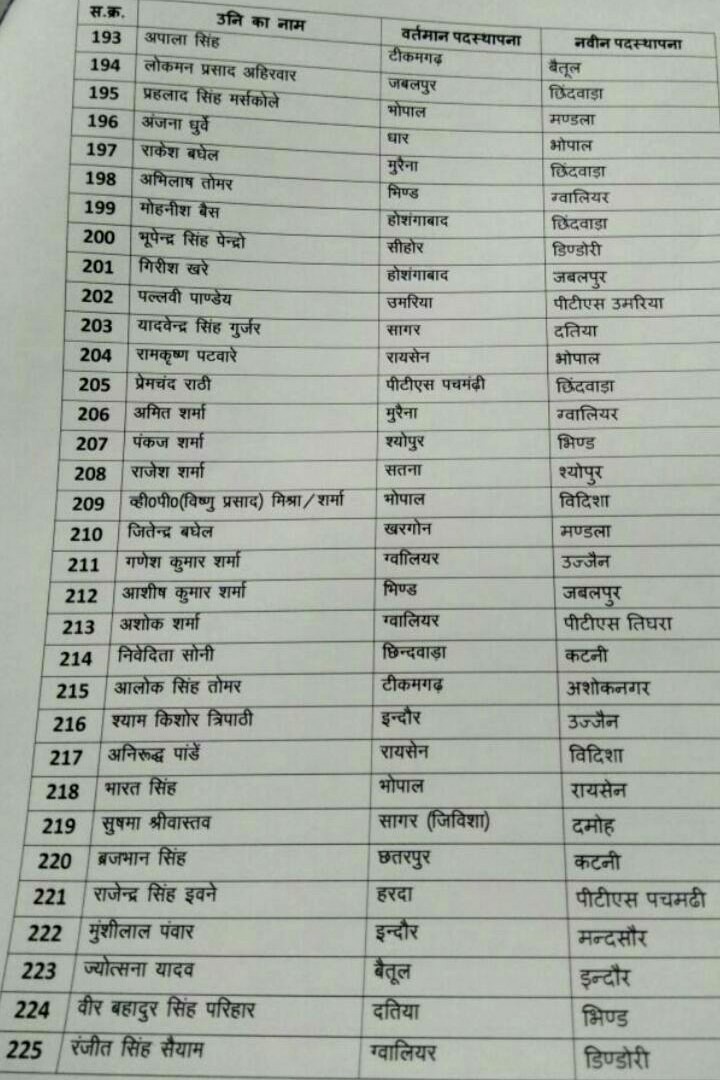 स.क्र. उनि का नाम वर्तमान पदस्थापना नवीन पदस्थापना
193 अपाला सिंह टीकमगढ़ बैतूल
194 लोकमन प्रसाद अहिरवार जबलपुर छिंदवाड़ा
195 प्रहलाद सिंह मर्सकोले भोपाल मण्डला
196 अंजना धुर्वे धार भोपाल
197 राकेश बघेल मुरैना छिंदवाड़ा
198 अभिलाष तोमर भिण्ड ग्वालियर
199 मोहनीश बैस होशंगाबाद छिंदवाड़ा
200 भूपेन्द्र सिंह पेन्द्रो सीहोर डिण्डोरी
201 गिरीश खरे होशंगाबाद जबलपुर
202 पल्लवी पाण्डेय उमरिया पीटीएस उमरिया
203 यादवेन्द्र सिंह गुर्जर सागर दतिया
204 रामकृष्ण पटवारे रायसेन भोपाल
205 प्रेमचंद राठी पीटीएस पचमंढ़ी छिंदवाड़ा
206 अमित शर्मा मुरैना ग्वालियर
207 पंकज शर्मा श्योपुर भिण्ड
208 राजेश शर्मा सतना श्योपुर
209 व्ही0पी0(विष्णु प्रसाद) मिश्रा/शर्मा भोपाल विदिशा
210 जितेन्द्र बघेल खरगोन मण्डला
211 गणेश कुमार शर्मा ग्वालियर उज्जैन
212 आशीष कुमार शर्मा भिण्ड जबलपुर
213 अशोक शर्मा ग्वालियर पीटीएस तिघरा
214 निवेदिता सोनी छिन्दवाड़ा कटनी
215 आलोक सिंह तोमर टीकमगढ़ अशोकनगर
216 श्याम किशोर त्रिपाठी इन्दौर उज्जैन
217 अनिरूद्ध पांडें रायसेन विदिशा
218 भारत सिंह भोपाल रायसेन
219 सुषमा श्रीवास्तव सागर (जिविशा) दमोह
220 ब्रजभान सिंह छतरपुर कटनी
221 राजेन्द्र सिंह इवने हरदा पीटीएस पचमढी
222 मुंशीलाल पंवार इन्दौर मन्दसौर
223 ज्योत्सना यादव बैतूल इन्दौर
224 वीर बहादुर सिंह परिहार दतिया भिण्ड
225 रंजीत सिंह सैयाम ग्वालियर डिण्डोरी